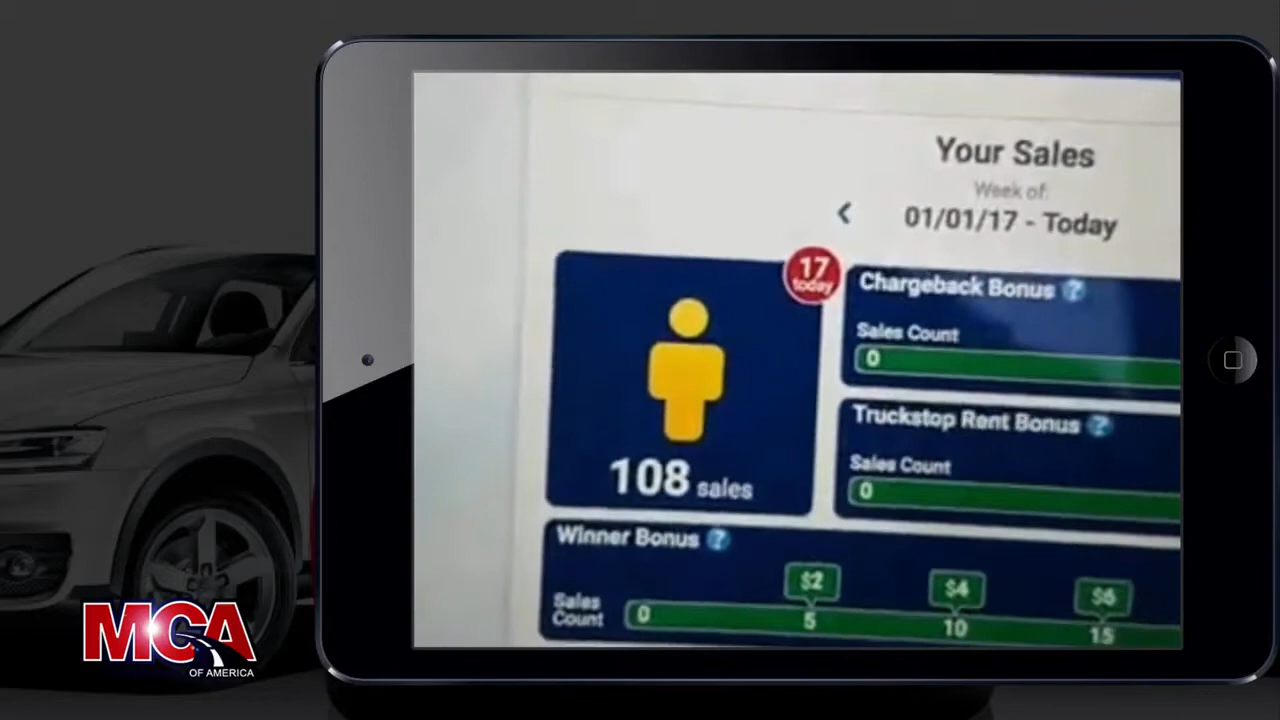 Your Sales
Week of:
01/01/17 - Today
17
today
108 sales
Chargeback Bonus ?
Sales Count
0
Truckstop Rent Bonus ?
Sales Count
0
Winner Bonus ?
$2
$4
$6
Sales
Count
0
5
10
15
MCA
OF AMERICA